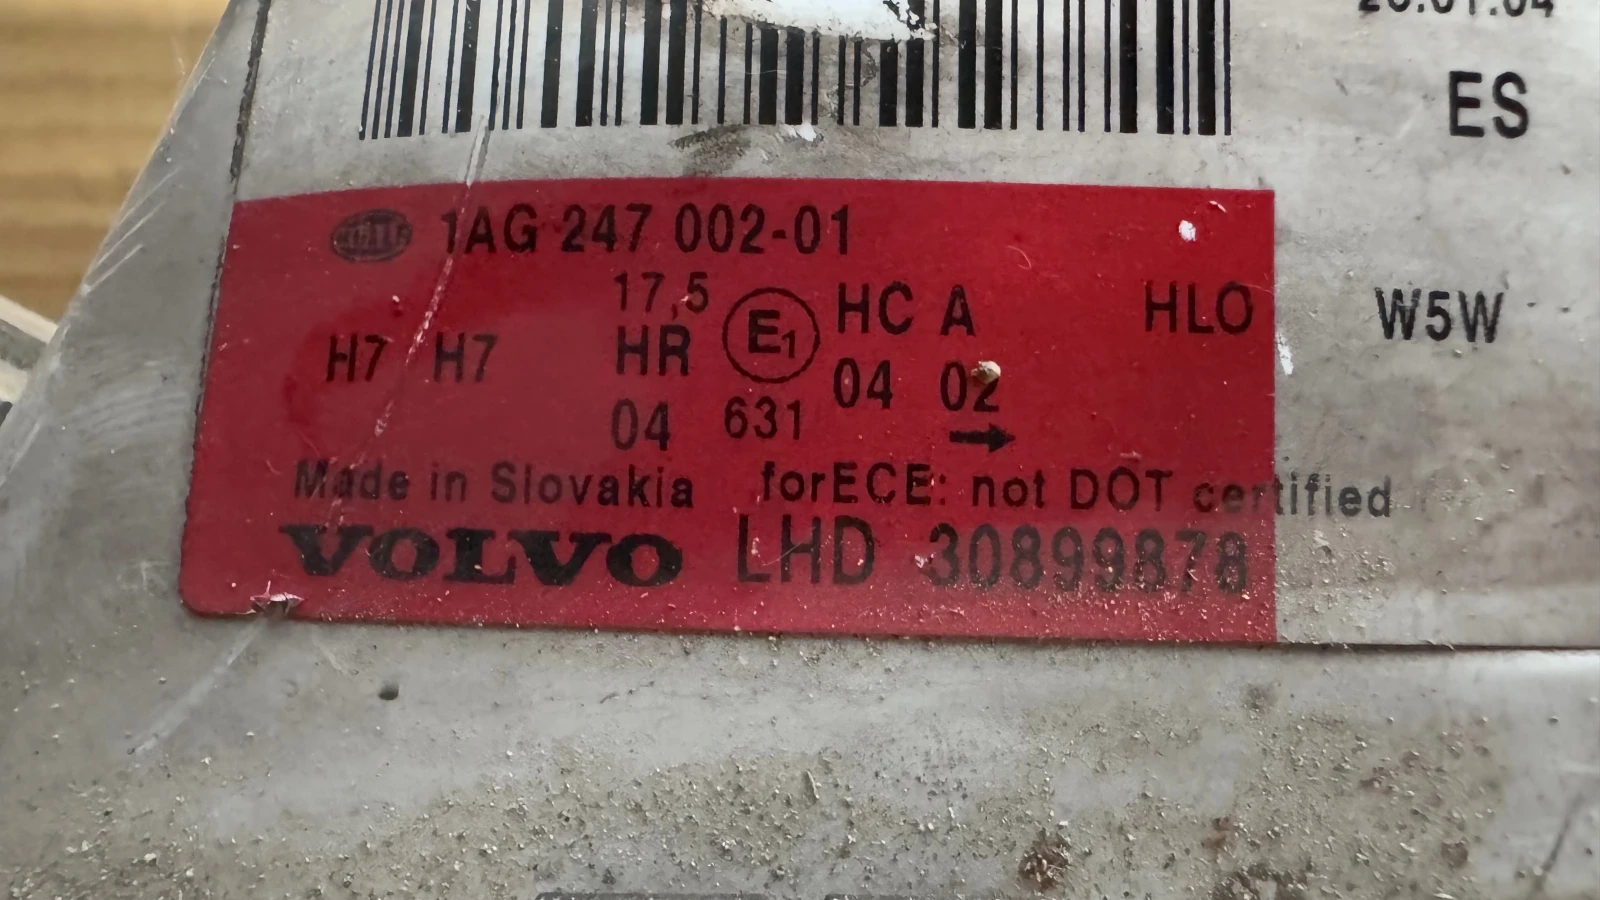 ES
HELLA 1AG 247 002-01
17,5
H7 H7 HR E1 HC A HLO W5W
04 631 04 02
Made in Slovakia forECE: not DOT certified
VOLVO LHD 30899878